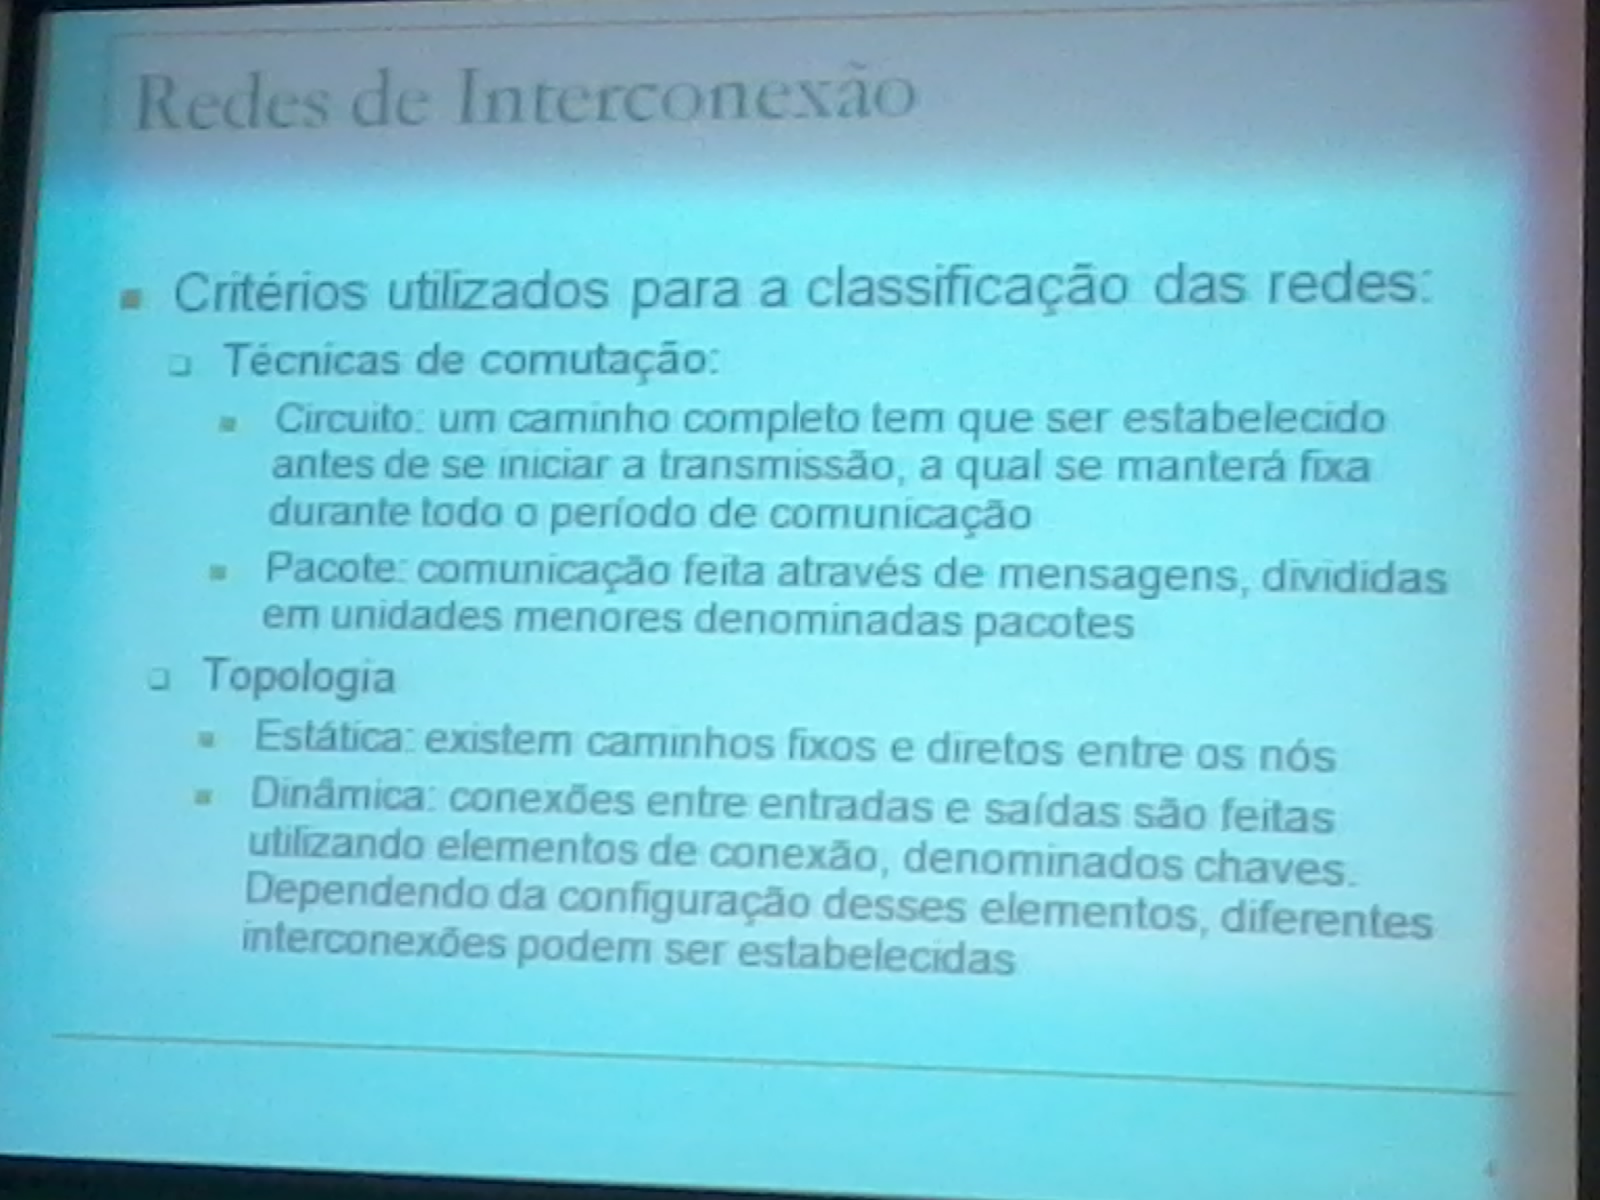 Redes de Interconexão
Critérios utilizados para a classificação das redes:
Técnicas de comutação:
Circuito: um caminho completo tem que ser estabelecido
antes de se iniciar a transmissão, a qual se manterá fixa
durante todo o período de comunicação
Pacote: comunicação feita através de mensagens, divididas
em unidades menores denominadas pacotes
Topologia
Estática: existem caminhos fixos e diretos entre os nós
Dinâmica: conexões entre entradas e saídas são feitas
utilizando elementos de conexão, denominados chaves.
Dependendo da configuração desses elementos, diferentes
interconexões podem ser estabelecidas
4